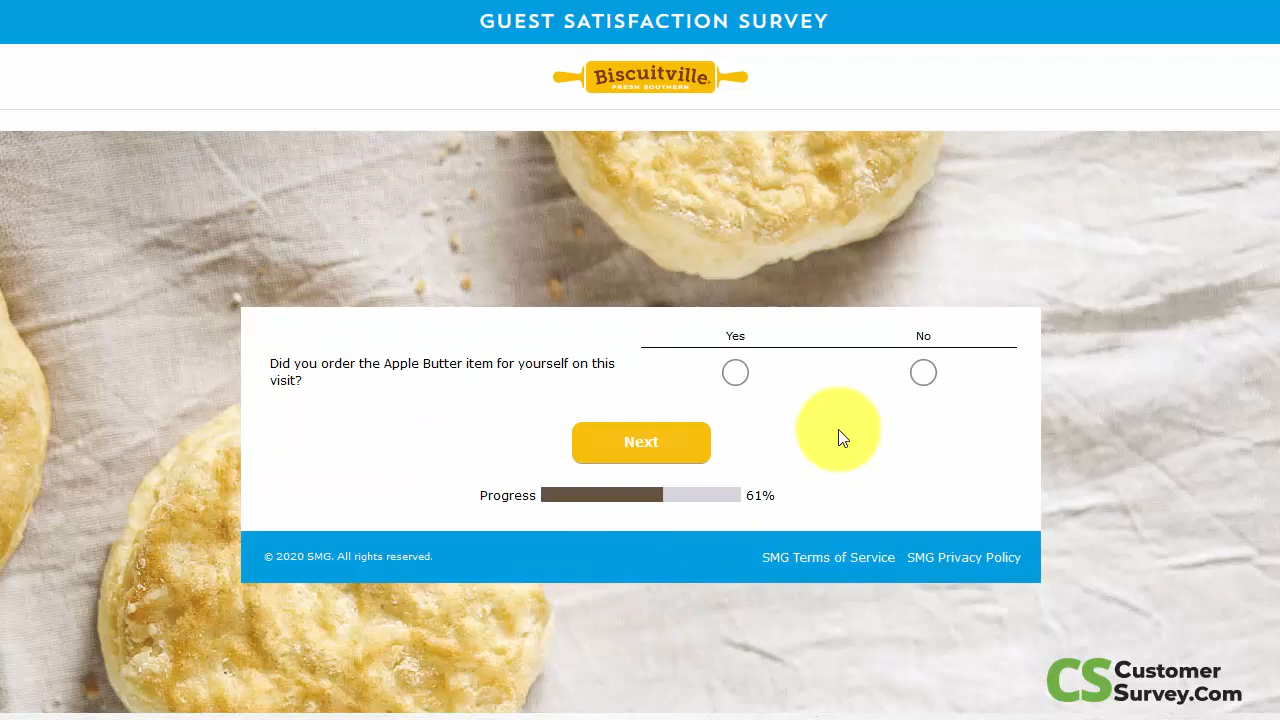 GUEST SATISFACTION SURVEY
Biscuitville
FRESH SOUTHERN
Yes No
Did you order the Apple Butter item for yourself on this
visit?
Next
Progress 61%
© 2020 SMG. All rights reserved.
SMG Terms of Service SMG Privacy Policy
CS Customer
Survey.Com